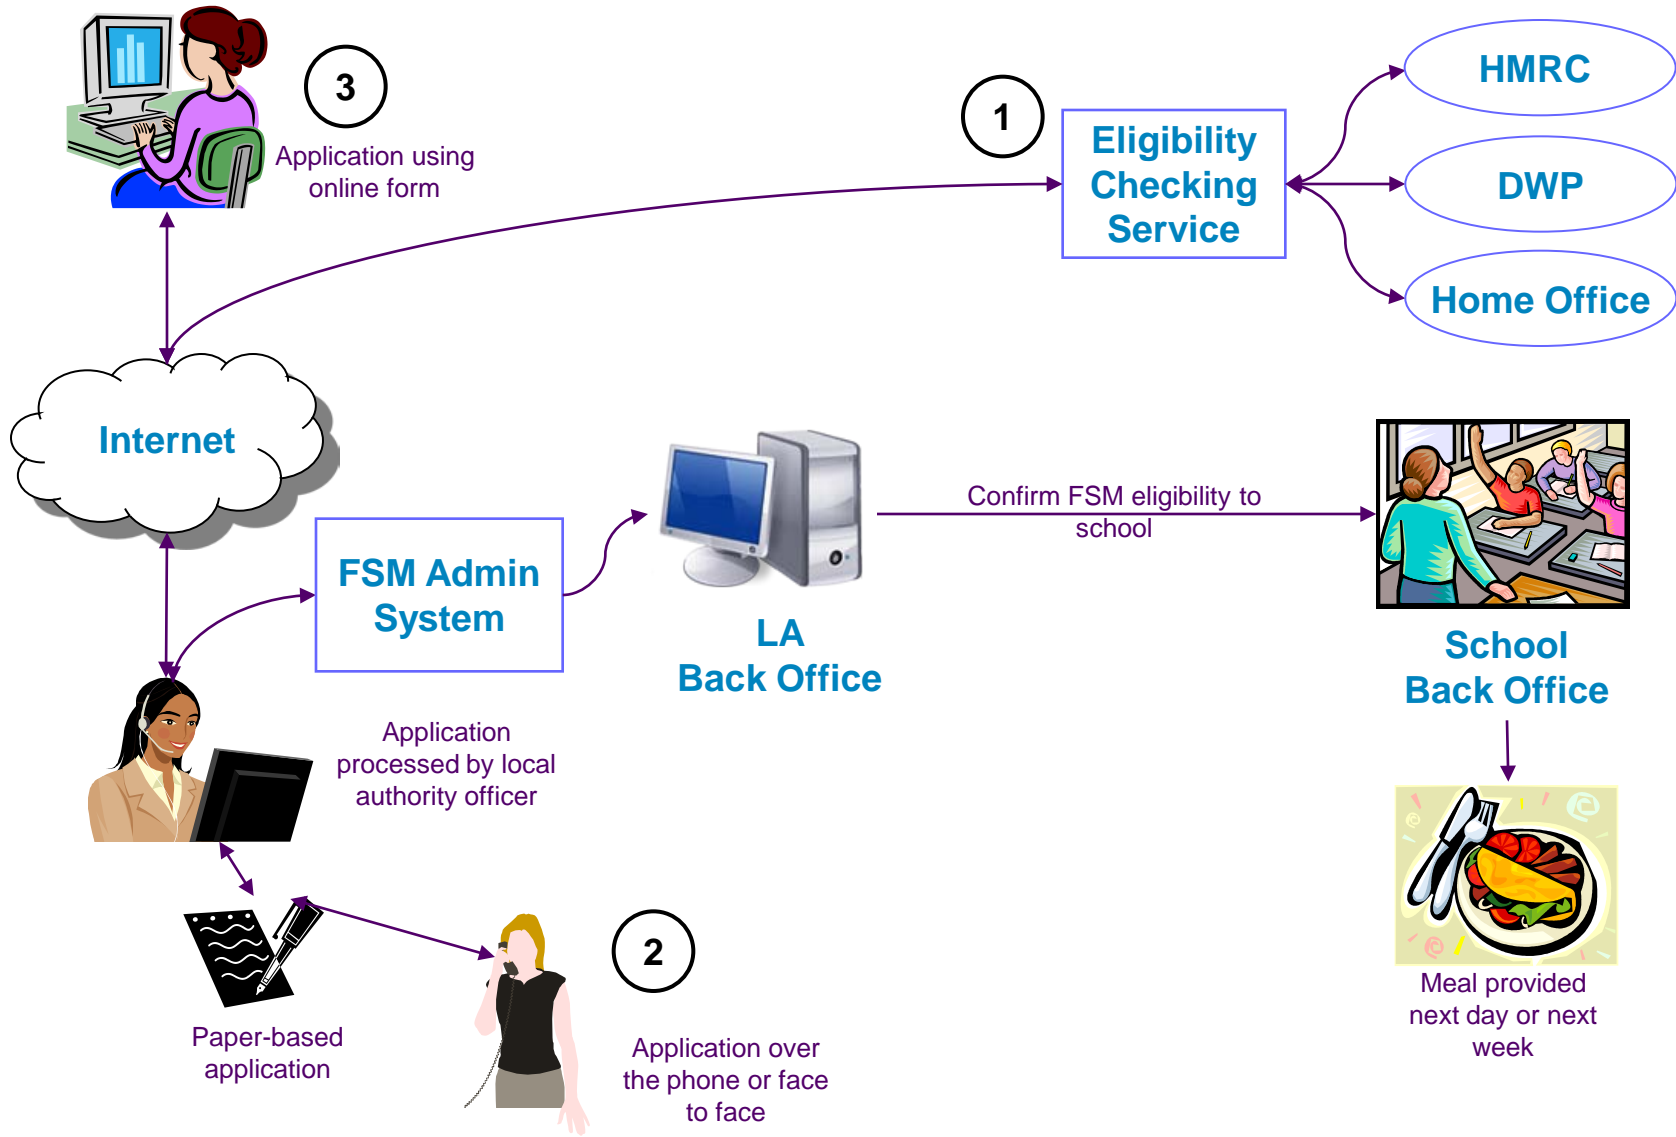 3
Application using
online form
1
Eligibility
Checking
Service
HMRC
DWP
Home Office
Internet
FSM Admin
System
LA
Back Office
Confirm FSM eligibility to
school
School
Back Office
Application
processed by local
authority officer
Paper-based
application
2
Application over
the phone or face
to face
Meal provided
next day or next
week